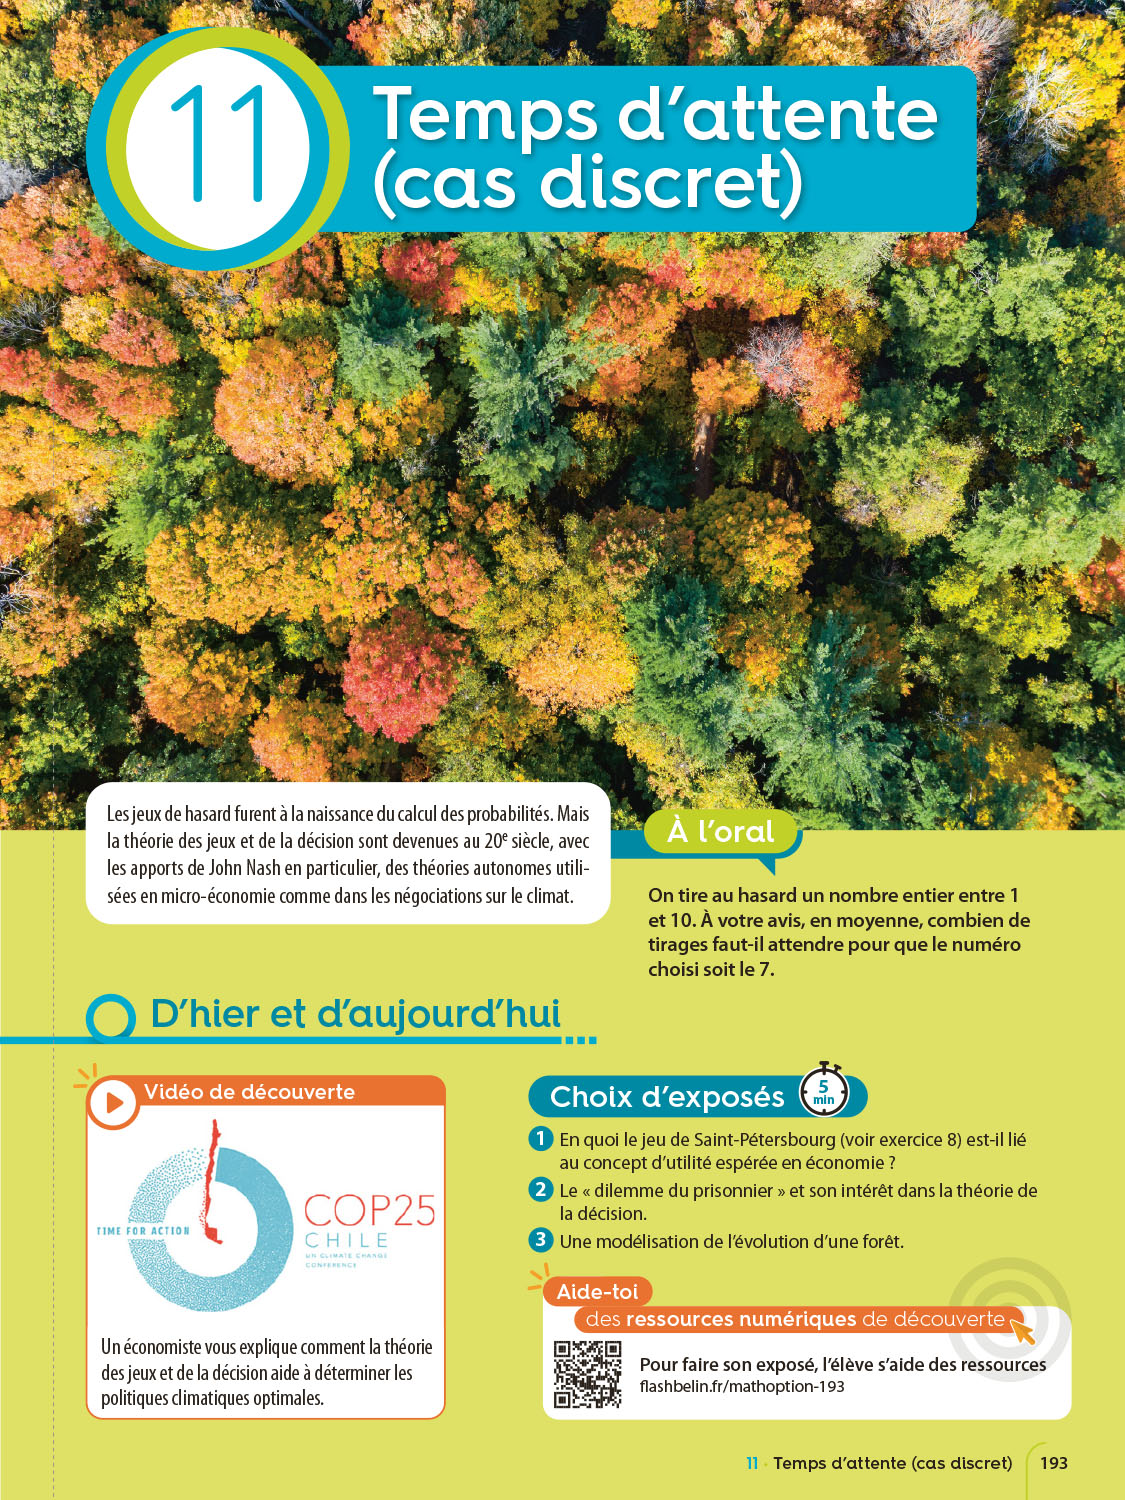 11
Temps d’attente
(cas discret)
Les jeux de hasard furent à la naissance du calcul des probabilités. Mais
la théorie des jeux et de la décision sont devenues au 20e siècle, avec
les apports de John Nash en particulier, des théories autonomes utili-
sées en micro-économie comme dans les négociations sur le climat.
À l’oral
On tire au hasard un nombre entier entre 1
et 10. À votre avis, en moyenne, combien de
tirages faut-il attendre pour que le numéro
choisi soit le 7.
D’hier et d’aujourd’hui
Vidéo de découverte
TIME FOR ACTION
COP25
CHILE
UN CLIMATE CHANGE
CONFERENCE
Un économiste vous explique comment la théorie
des jeux et de la décision aide à déterminer les
politiques climatiques optimales.
Choix d’exposés
5
min
1 En quoi le jeu de Saint-Pétersbourg (voir exercice 8) est-il lié
au concept d’utilité espérée en économie ?
2 Le « dilemme du prisonnier » et son intérêt dans la théorie de
la décision.
3 Une modélisation de l’évolution d’une forêt.
Aide-toi
des ressources numériques de découverte
Pour faire son exposé, l’élève s’aide des ressources
flashbelin.fr/mathoption-193
11 · Temps d’attente (cas discret) 193